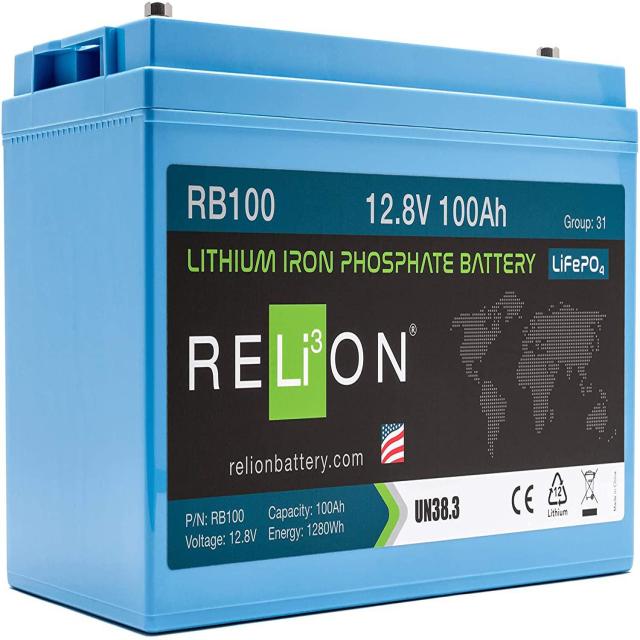 RB100 12.8V 100Ah Group: 31
LITHIUM IRON PHOSPHATE BATTERY LiFePO4
RELi3ON®
relionbattery.com
P/N: RB100 Capacity: 100Ah
Voltage: 12.8V Energy: 1280Wh
UN38.3
CE
12
Lithium